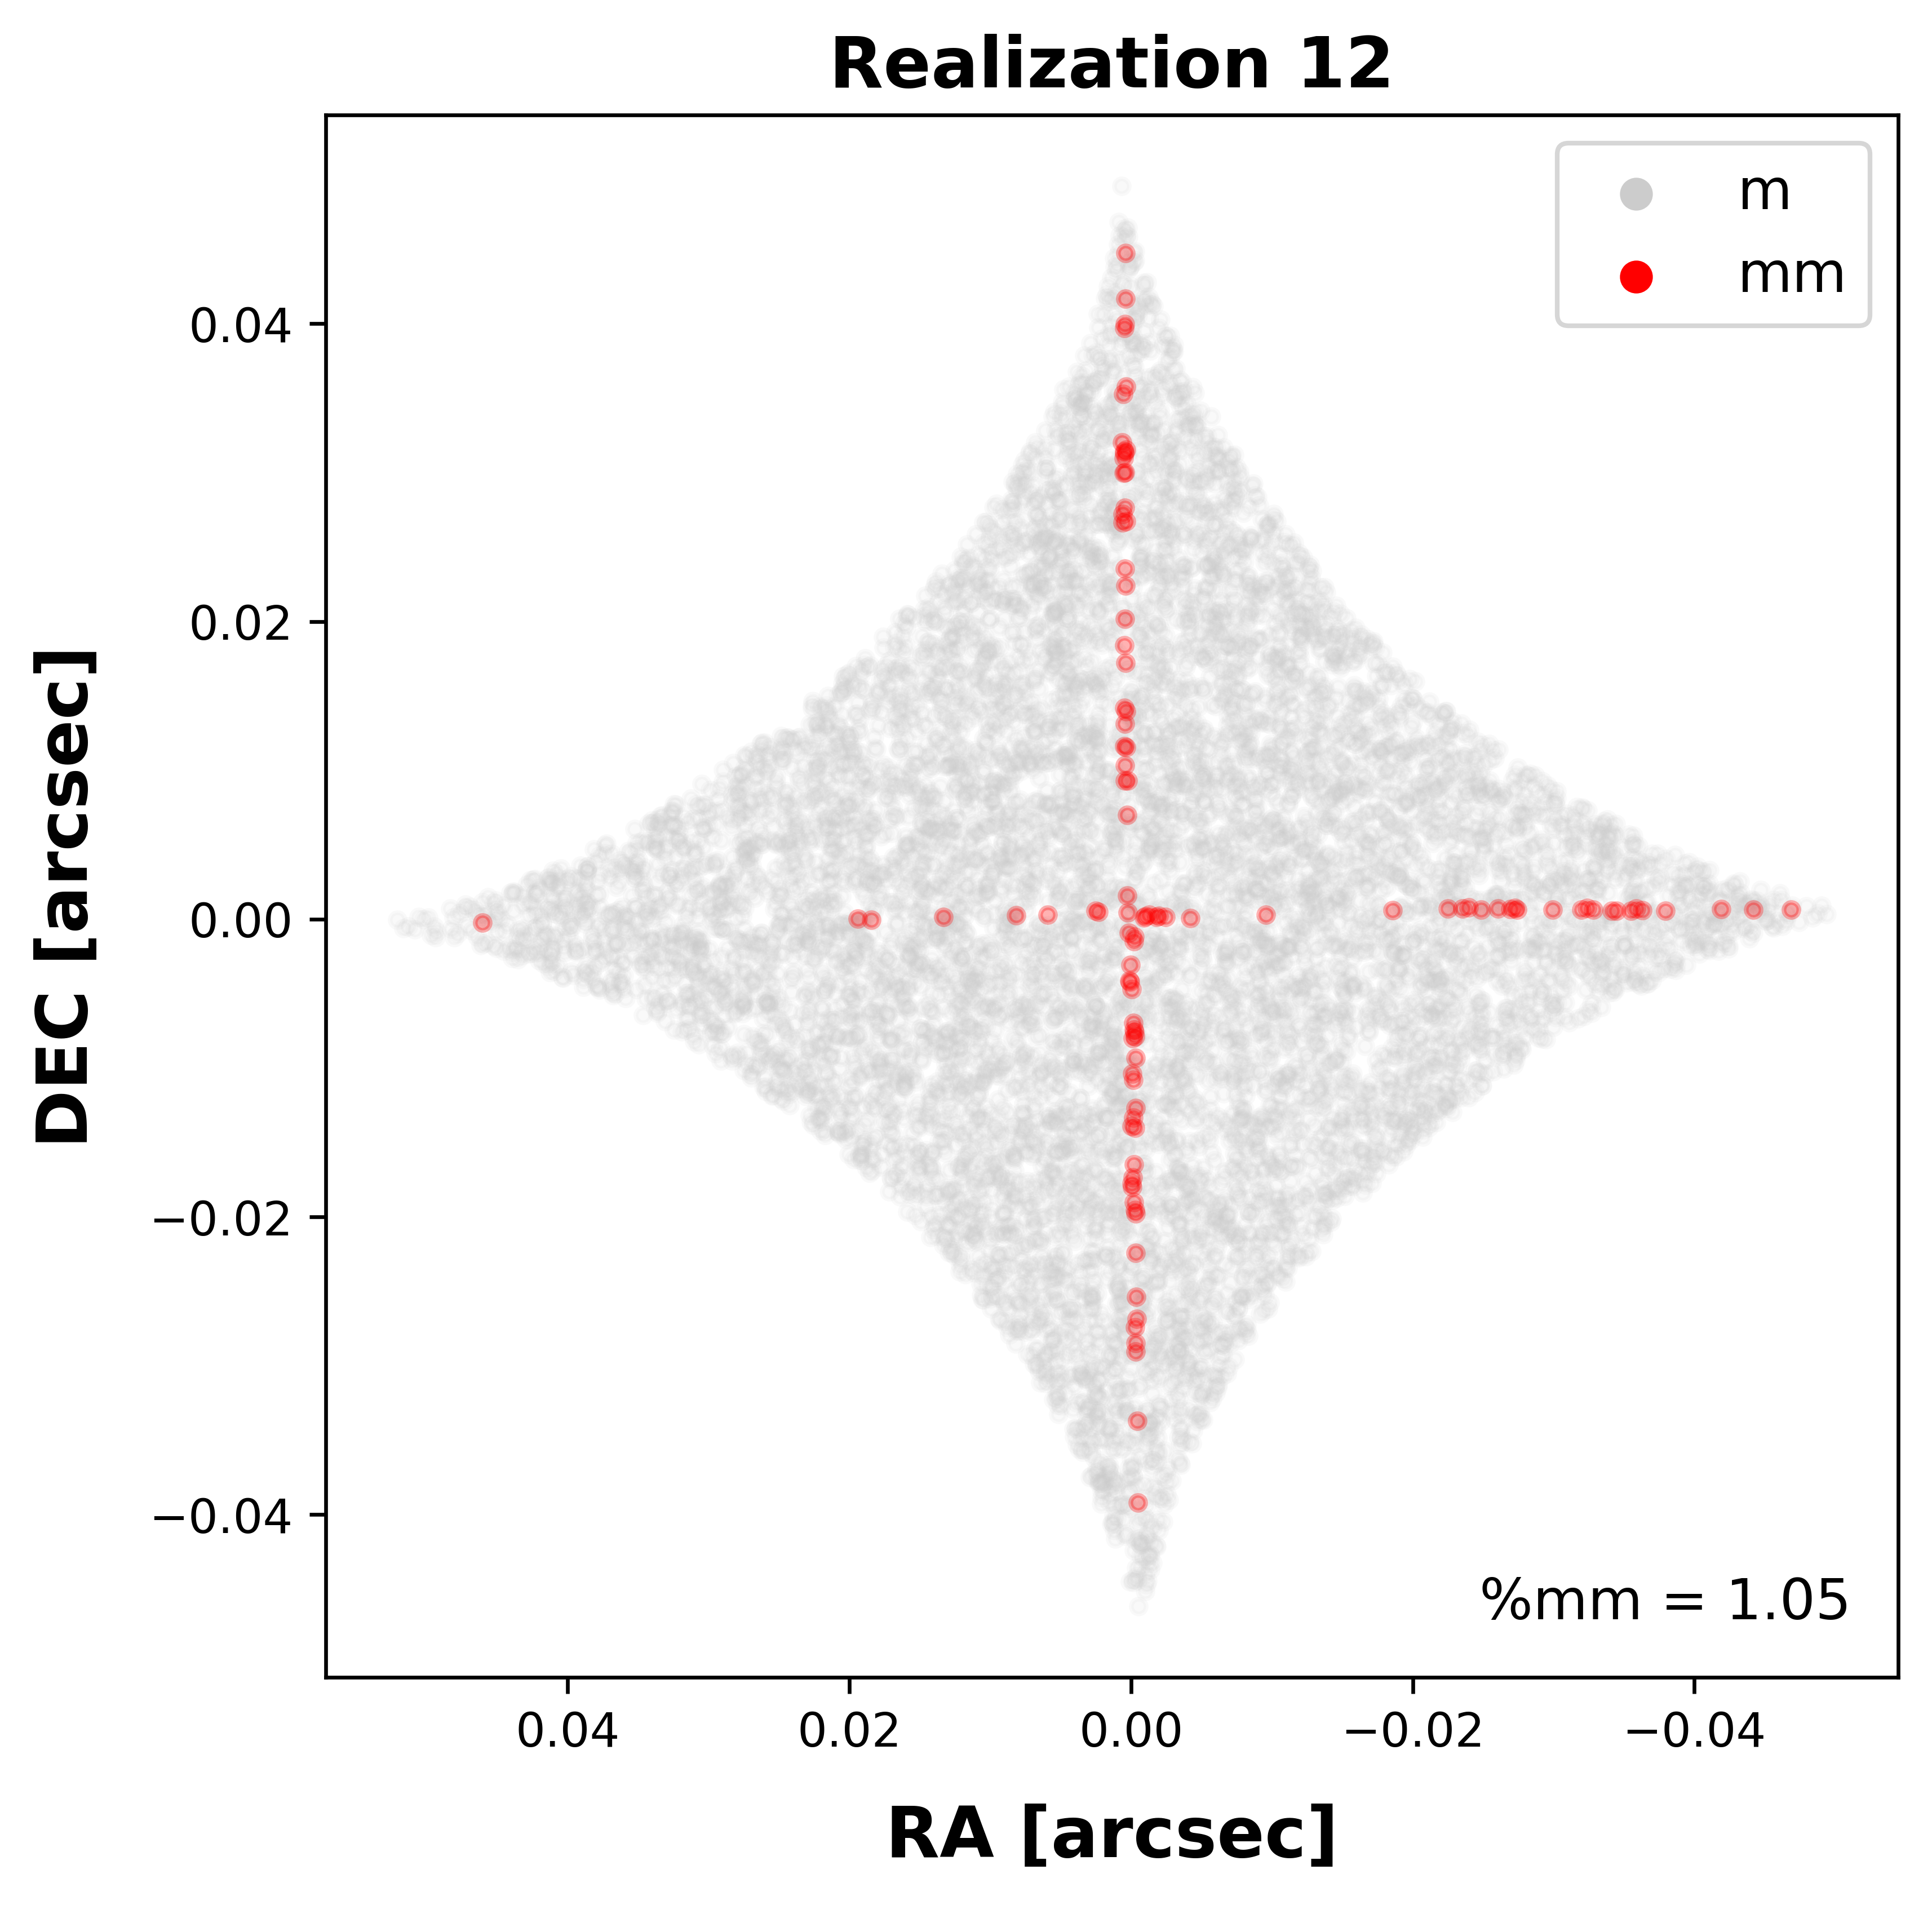 Realization 12
m
mm
DEC [arcsec]
0.04
0.02
0.00
−0.02
−0.04
%mm = 1.05
0.04 0.02 0.00 −0.02 −0.04
RA [arcsec]